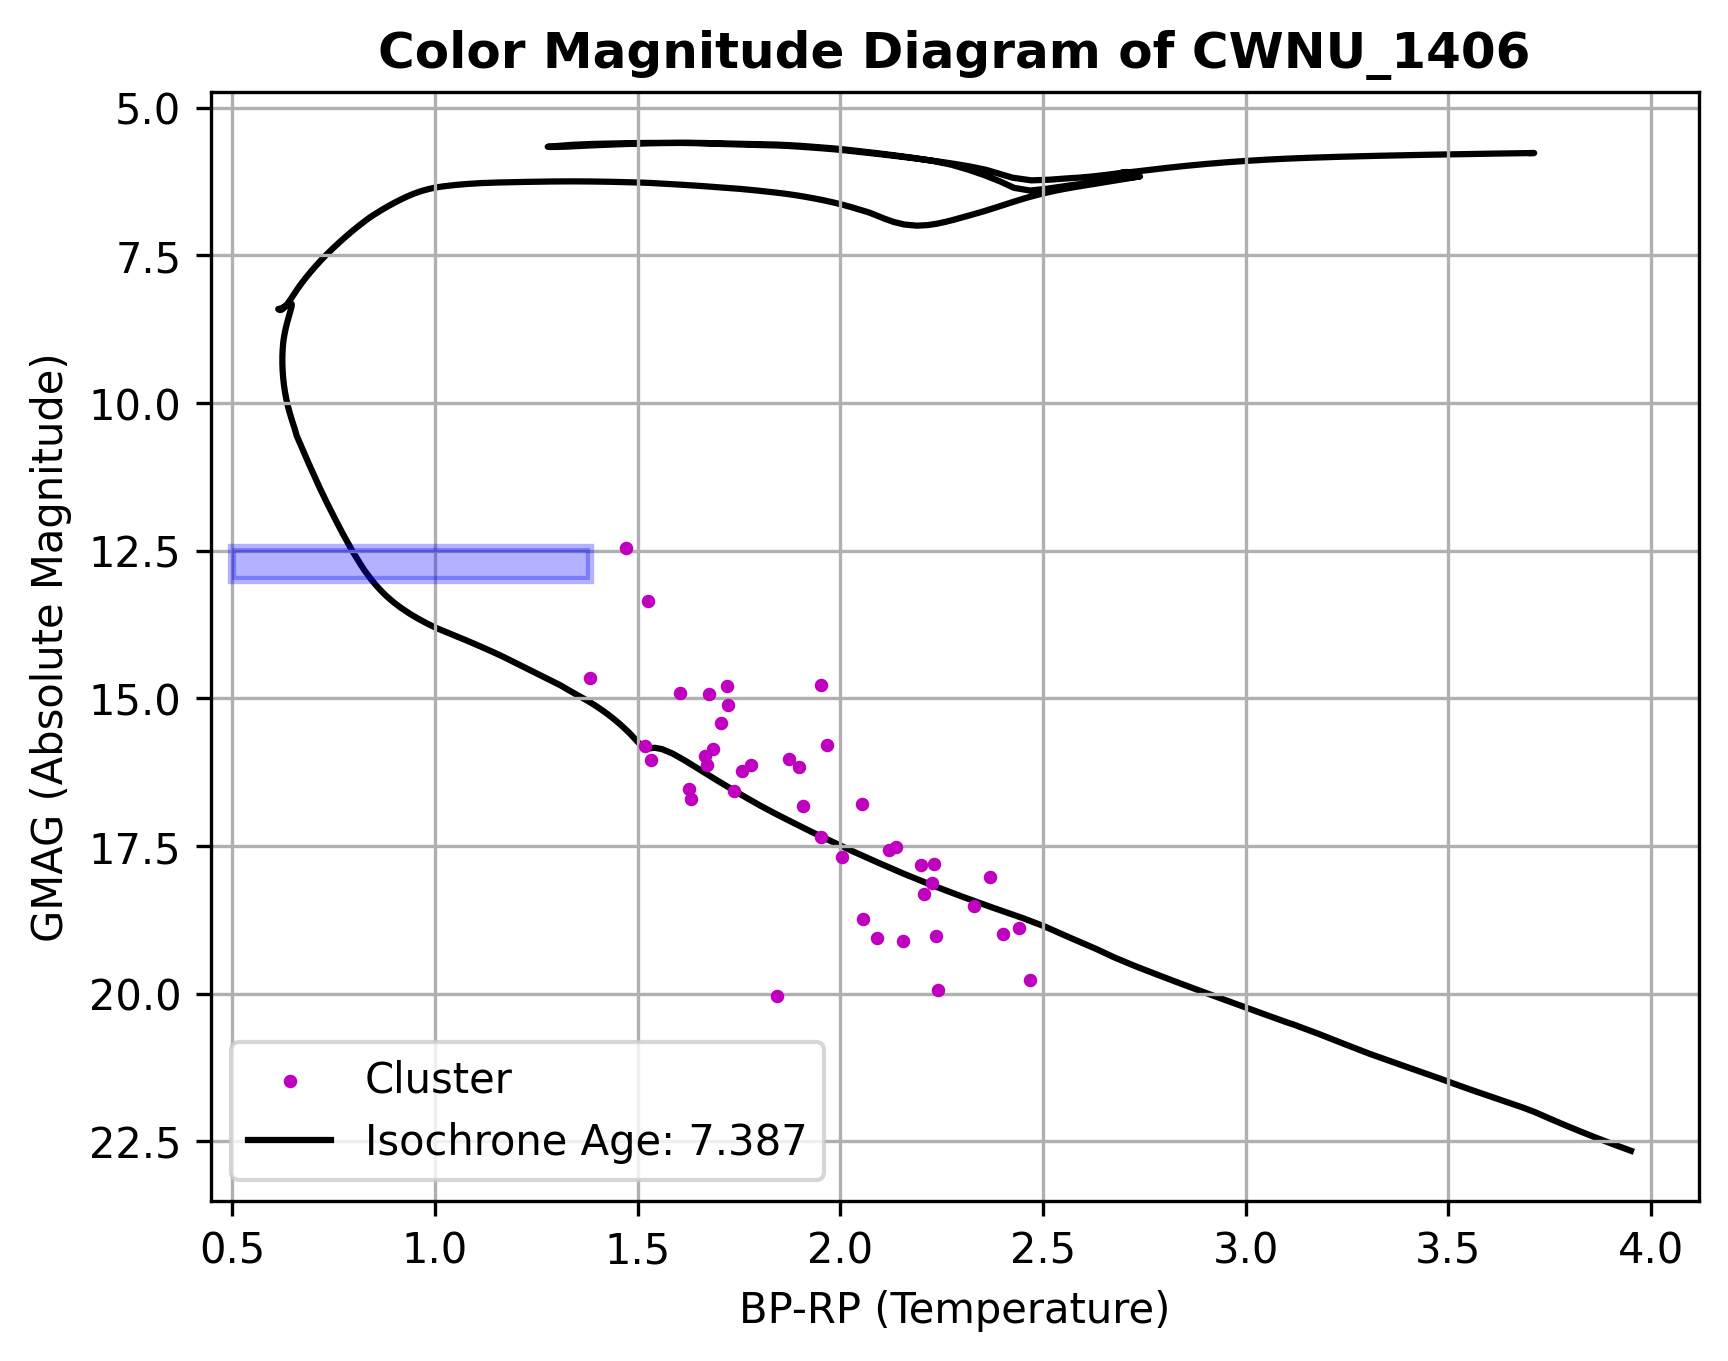 Color Magnitude Diagram of CWNU_1406
GMAG (Absolute Magnitude)
5.0
7.5
10.0
12.5
15.0
17.5
20.0
22.5
Cluster
Isochrone Age: 7.387
0.5 1.0 1.5 2.0 2.5 3.0 3.5 4.0
BP-RP (Temperature)